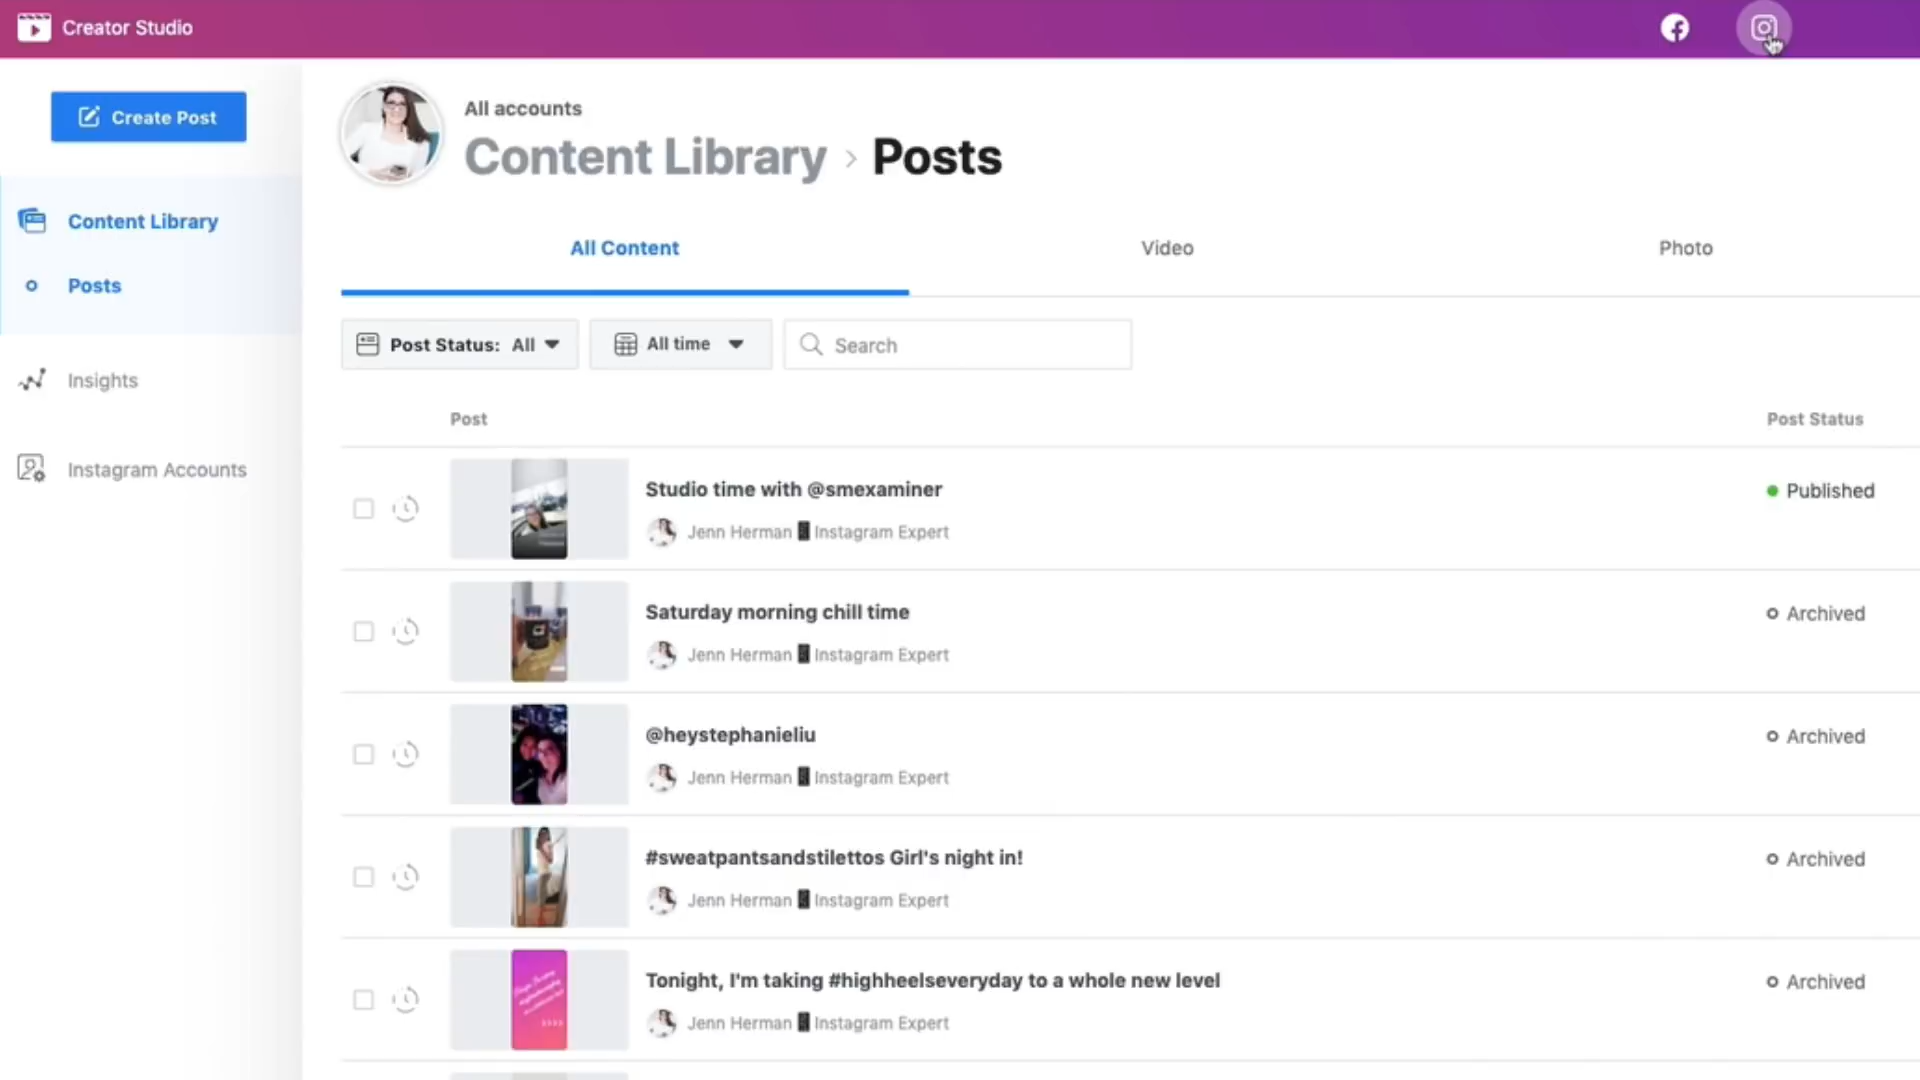 Creator Studio
Create Post
Content Library
Posts
Insights
Instagram Accounts
All accounts
Content Library › Posts
All Content
Video
Photo
Post Status: All
All time
Search
Post
Post Status
Studio time with @smexaminer
Jenn Herman📱Instagram Expert
Published
Saturday morning chill time
Jenn Herman📱Instagram Expert
Archived
@heystephanieliu
Jenn Herman📱Instagram Expert
Archived
#sweatpantsandstilettos Girl's night in!
Jenn Herman📱Instagram Expert
Archived
Tonight, I'm taking #highheelseveryday to a whole new level
Jenn Herman📱Instagram Expert
Archived